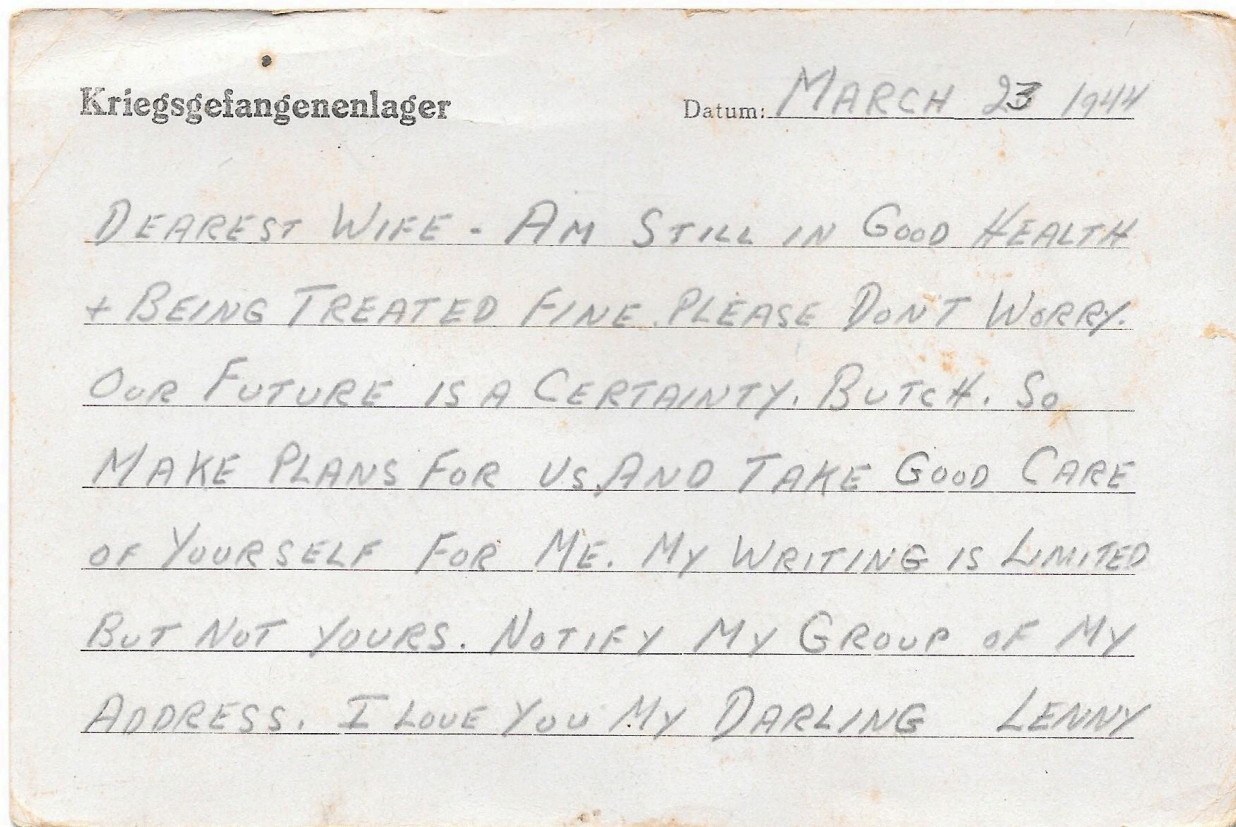 Kriegsgefangenenlager Datum: MARCH 23 1944
DEAREST WIFE - AM STILL IN GOOD HEALTH
+ BEING TREATED FINE. PLEASE DON'T WORRY.
OUR FUTURE IS A CERTAINTY. BUTCH. SO
MAKE PLANS FOR US AND TAKE GOOD CARE
OF YOURSELF FOR ME. MY WRITING IS LIMITED
BUT NOT YOURS. NOTIFY MY GROUP OF MY
ADDRESS. I LOVE YOU MY DARLING LENNY